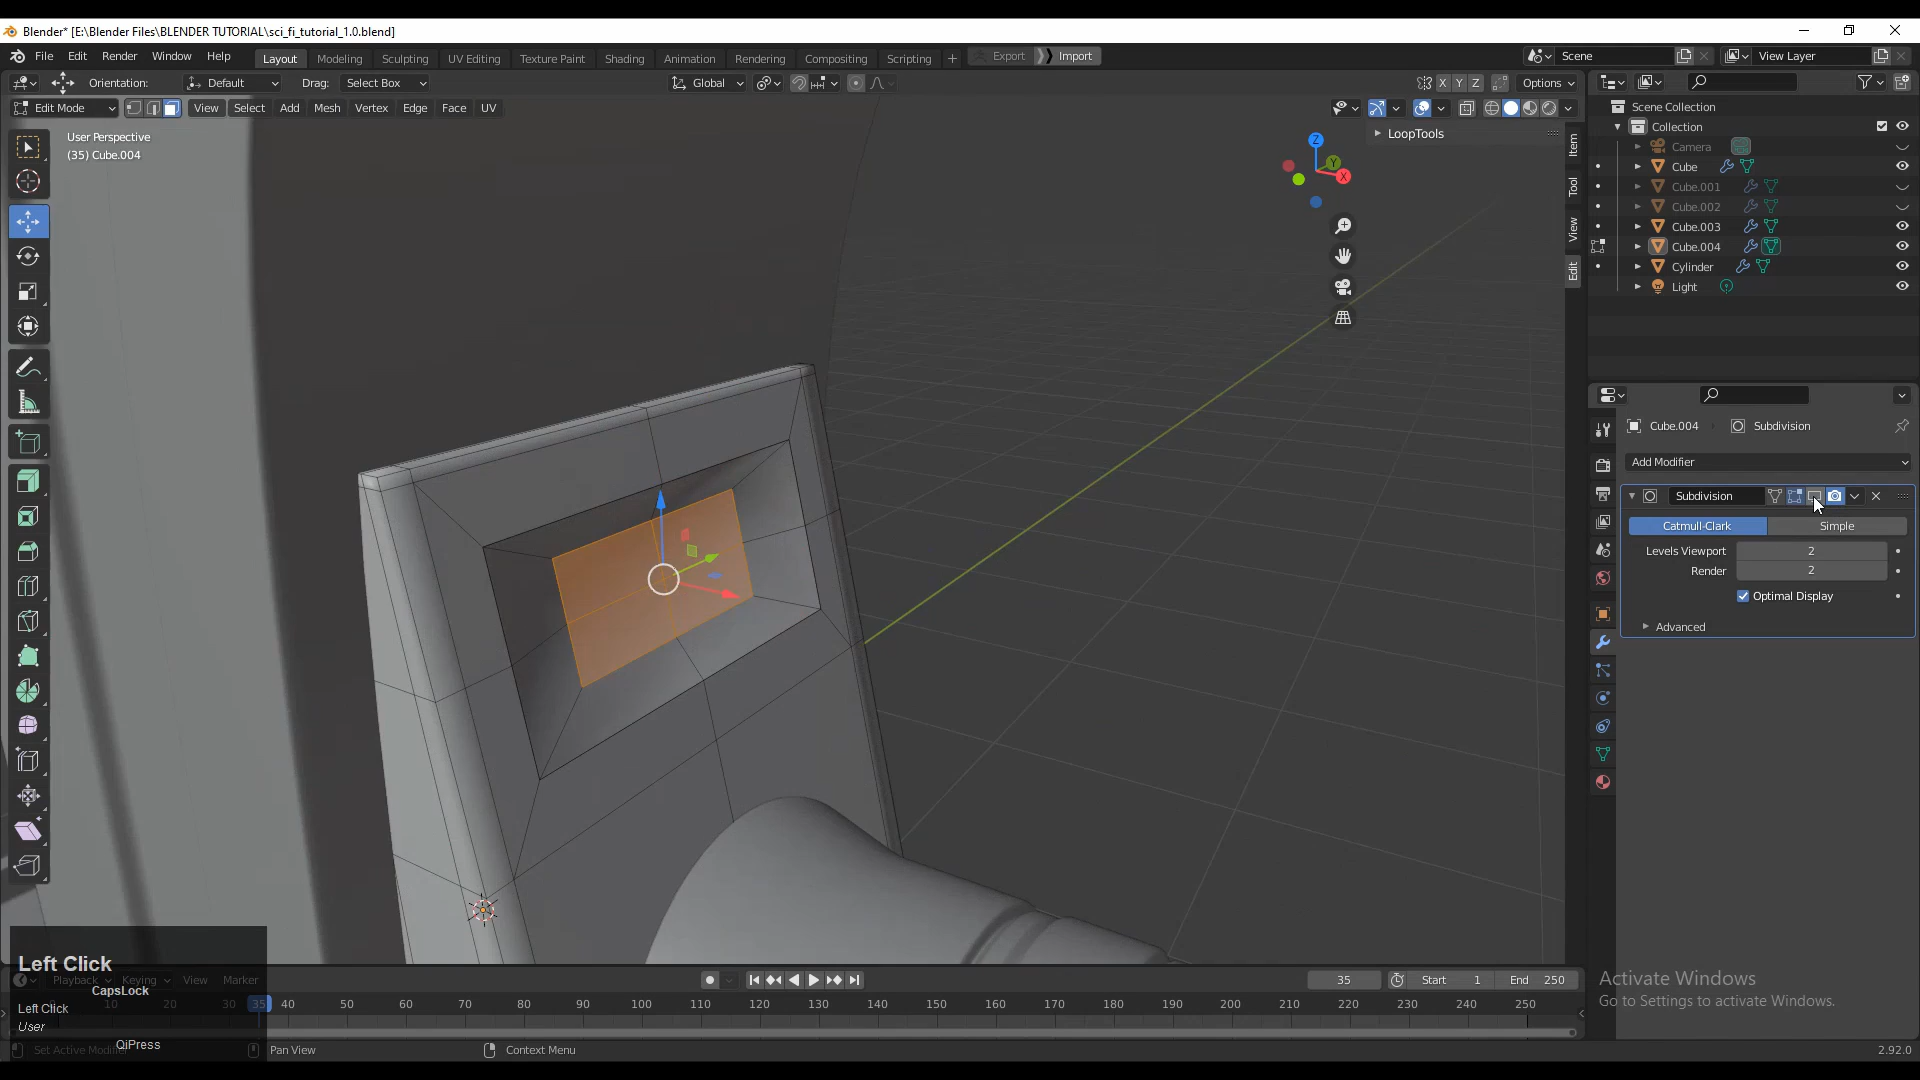 Blender* [E:\Blender Files\BLENDER TUTORIAL\sci_fi_tutorial_1.0.blend]
File Edit Render Window Help Layout Modeling Sculpting UV Editing Texture Paint Shading Animation Rendering Compositing Scripting + Export Import Scene View Layer
Orientation: Default Drag: Select Box Global X Y Z Options
Edit Mode View Select Add Mesh Vertex Edge Face UV
User Perspective
(35) Cube.004
LoopTools
Z
Y
X
Item
Tool
View
Edit
Scene Collection
Collection
Camera
Cube
Cube.001
Cube.002
Cube.003
Cube.004
Cylinder
Light
Cube.004 Subdivision
Add Modifier
Subdivision
Catmull-Clark Simple
Levels Viewport 2
Render 2
Optimal Display
Advanced
Activate Windows
Go to Settings to activate Windows.
Left Click
CapsLock
Left Click
User
QiPress
Playback Keying View Marker 35 Start 1 End 250
10 20 30 35 40 50 60 70 80 90 100 110 120 130 140 150 160 170 180 190 200 210 220 230 240 250
Set Active Modifier Pan View Context Menu 2.92.0